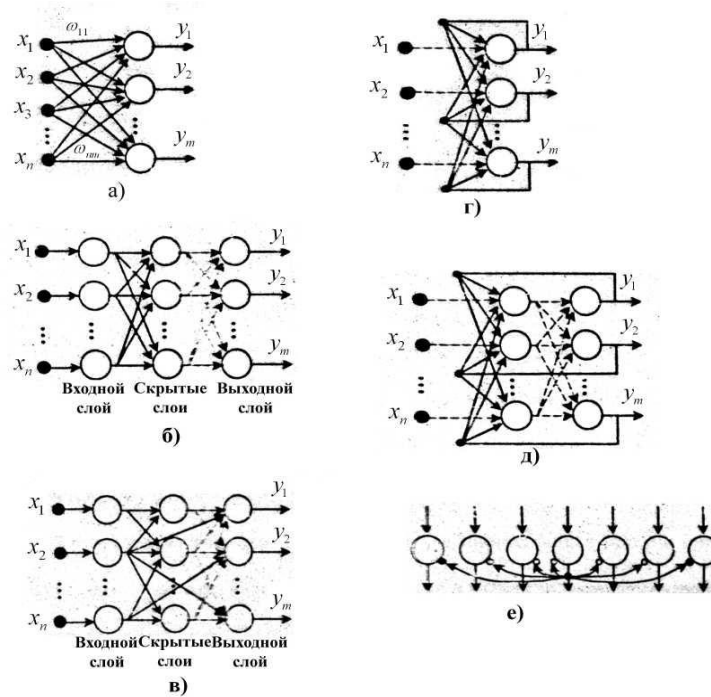 x₁
x₂
x₃
xₙ
ω₁₁
ωₙₘ
y₁
y₂
yₘ
а)
x₁
x₂
xₙ
y₁
y₂
yₘ
Входной Скрытые Выходной
слой слои слой
б)
x₁
x₂
xₙ
y₁
y₂
yₘ
Входной Скрытые Выходной
слой слои слой
в)
x₁
x₂
xₙ
y₁
y₂
yₘ
г)
x₁
x₂
xₙ
y₁
y₂
yₘ
д)
е)